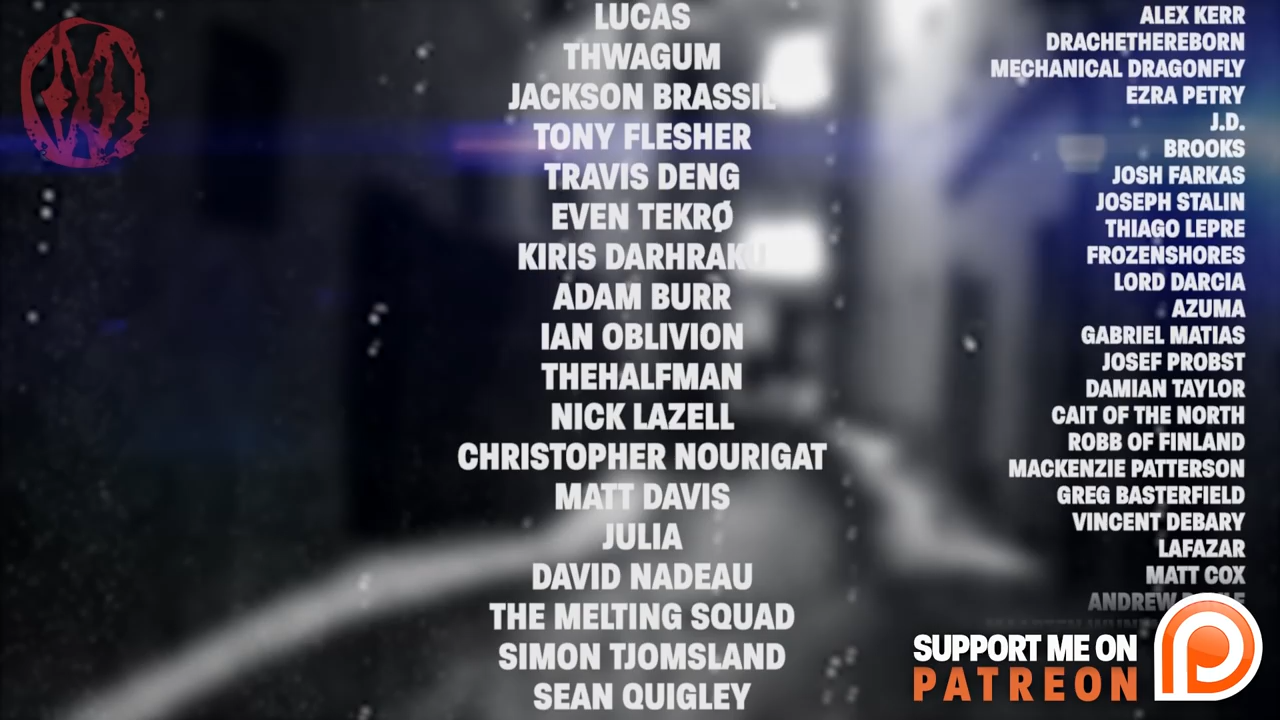 LUCAS
THWAGUM
JACKSON BRASSIL
TONY FLESHER
TRAVIS DENG
EVEN TEKRØ
KIRIS DARHRAKU
ADAM BURR
IAN OBLIVION
THEHALFMAN
NICK LAZELL
CHRISTOPHER NOURIGAT
MATT DAVIS
JULIA
DAVID NADEAU
THE MELTING SQUAD
SIMON TJOMSLAND
SEAN QUIGLEY
ALEX KERR
DRACHETHEREBORN
MECHANICAL DRAGONFLY
EZRA PETRY
J.D.
BROOKS
JOSH FARKAS
JOSEPH STALIN
THIAGO LEPRE
FROZENSHORES
LORD DARCIA
AZUMA
GABRIEL MATIAS
JOSEF PROBST
DAMIAN TAYLOR
CAIT OF THE NORTH
ROBB OF FINLAND
MACKENZIE PATTERSON
GREG BASTERFIELD
VINCENT DEBARY
LAFAZAR
MATT COX
ANDREW
SUPPORT ME ON
PATREON